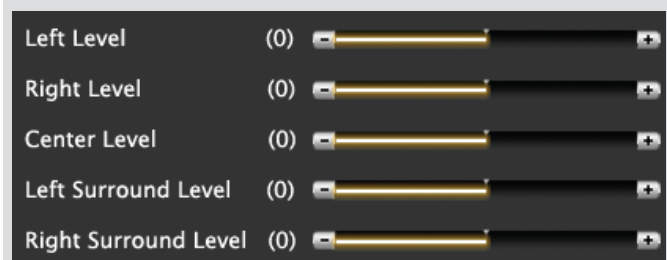 Left Level (0) - +
Right Level (0) - +
Center Level (0) - +
Left Surround Level (0) - +
Right Surround Level (0) - +